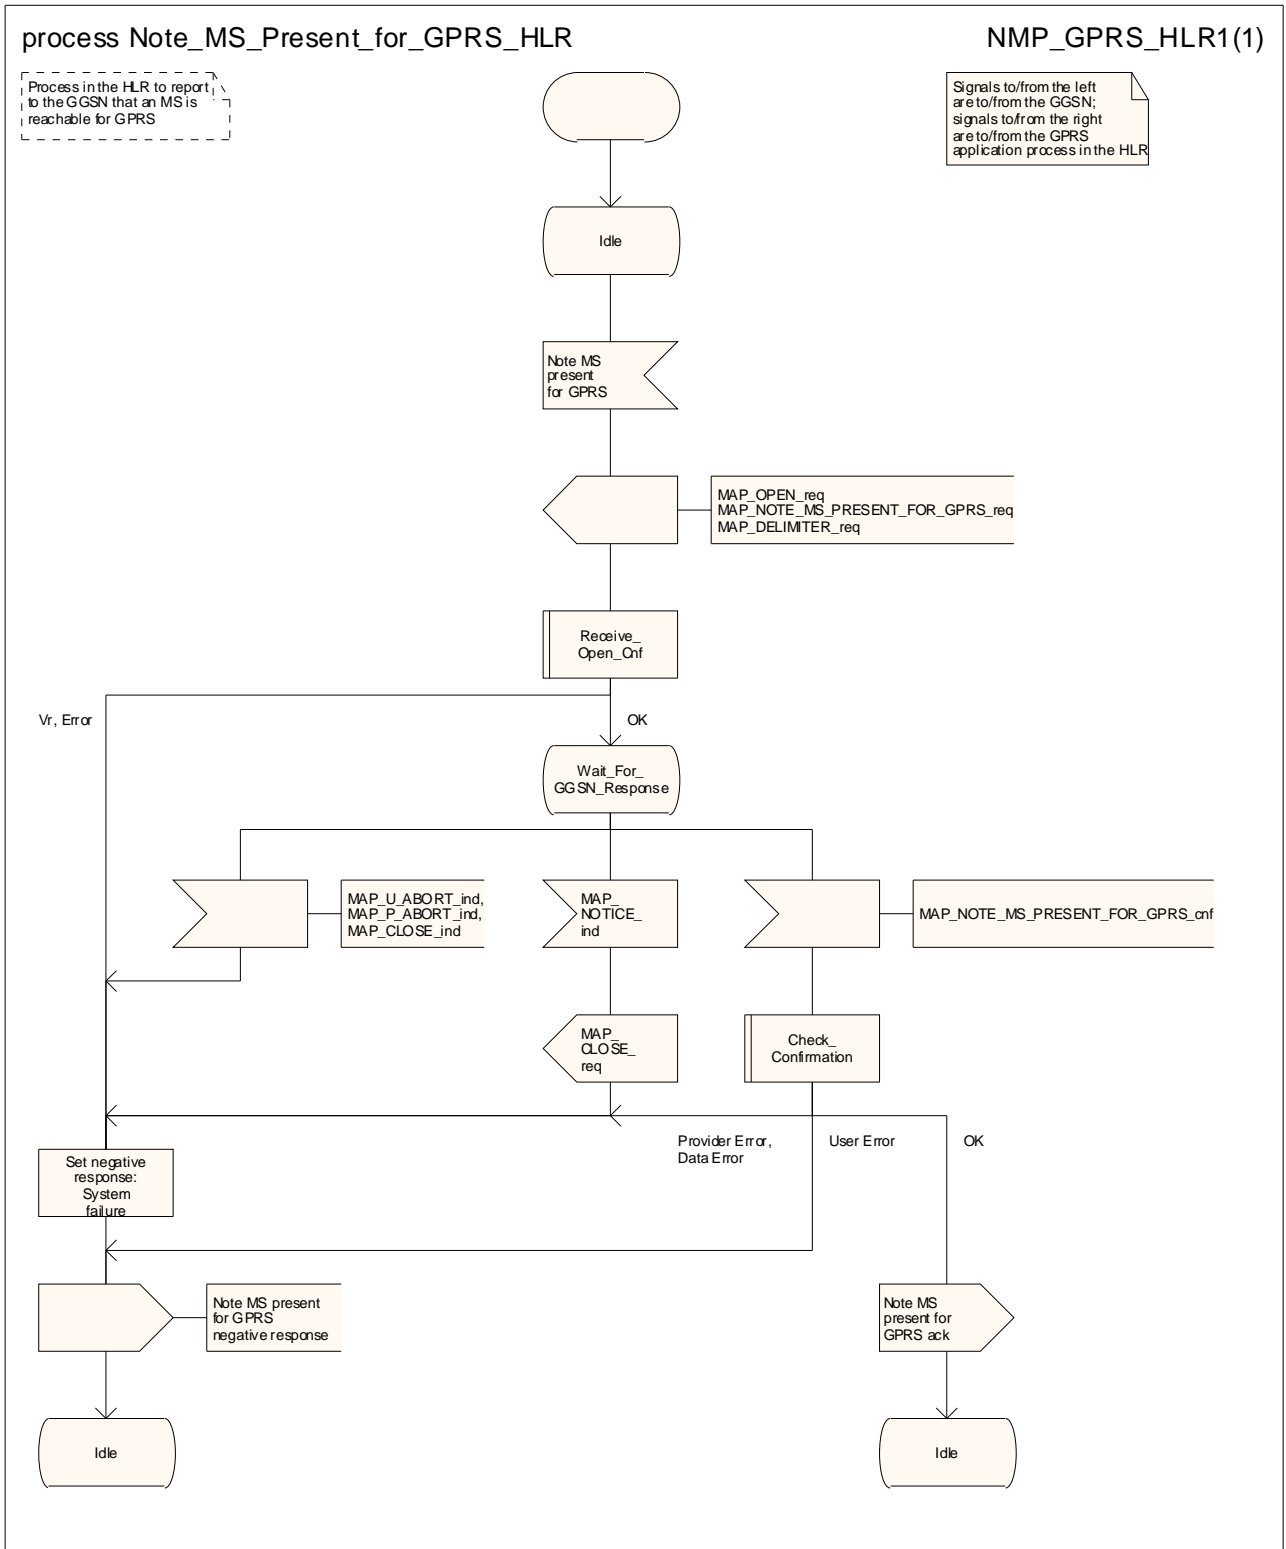 process Note_MS_Present_for_GPRS_HLR
NMP_GPRS_HLR1(1)
Process in the HLR to report
to the GGSN that an MS is
reachable for GPRS
Signals to/from the left
are to/from the GGSN;
signals to/from the right
are to/from the GPRS
application process in the HLR
Idle
Note MS
present
for GPRS
MAP_OPEN_req
MAP_NOTE_MS_PRESENT_FOR_GPRS_req
MAP_DELIMITER_req
Receive_
Open_Cnf
Vr, Error
OK
Wait_For_
GGSN_Response
MAP_U_ABORT_ind,
MAP_P_ABORT_ind,
MAP_CLOSE_ind
MAP_
NOTICE_
ind
MAP_NOTE_MS_PRESENT_FOR_GPRS_cnf
MAP_
CLOSE_
req
Check_
Confirmation
Provider Error,
Data Error
User Error
OK
Set negative
response:
System
failure
Note MS present
for GPRS
negative response
Note MS
present for
GPRS ack
Idle
Idle